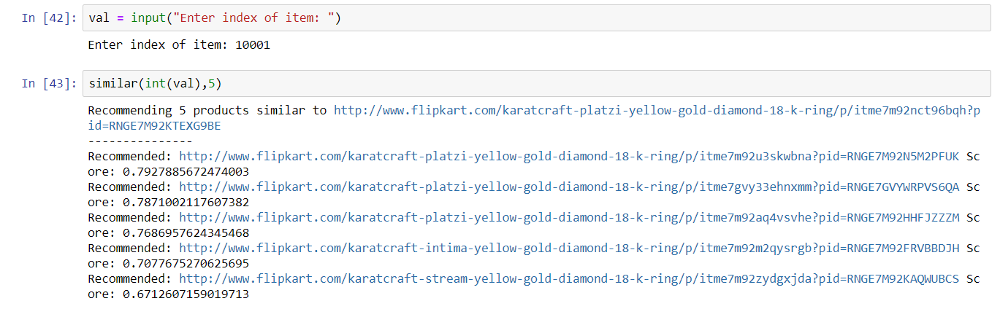 In [42]: val = input("Enter index of item: ")
Enter index of item: 10001
In [43]: similar(int(val),5)
Recommending 5 products similar to http://www.flipkart.com/karatcraft-platzi-yellow-gold-diamond-18-k-ring/p/itme7m92nct96bqh?p
id=RNGE7M92KTEXG9BE
---------------
Recommended: http://www.flipkart.com/karatcraft-platzi-yellow-gold-diamond-18-k-ring/p/itme7m92u3skwbna?pid=RNGE7M92N5M2PFUK Sc
ore: 0.7927885672474003
Recommended: http://www.flipkart.com/karatcraft-platzi-yellow-gold-diamond-18-k-ring/p/itme7gvy33ehnxmm?pid=RNGE7GVYWRPVS6QA Sc
ore: 0.7871002117607382
Recommended: http://www.flipkart.com/karatcraft-platzi-yellow-gold-diamond-18-k-ring/p/itme7m92aq4vsvhe?pid=RNGE7M92HHFJZZZM Sc
ore: 0.7686957624345468
Recommended: http://www.flipkart.com/karatcraft-intima-yellow-gold-diamond-18-k-ring/p/itme7m92m2qysrgb?pid=RNGE7M92FRVBBDJH Sc
ore: 0.7077675270625695
Recommended: http://www.flipkart.com/karatcraft-stream-yellow-gold-diamond-18-k-ring/p/itme7m92zydgxjda?pid=RNGE7M92KAQWUBCS Sc
ore: 0.6712607159019713